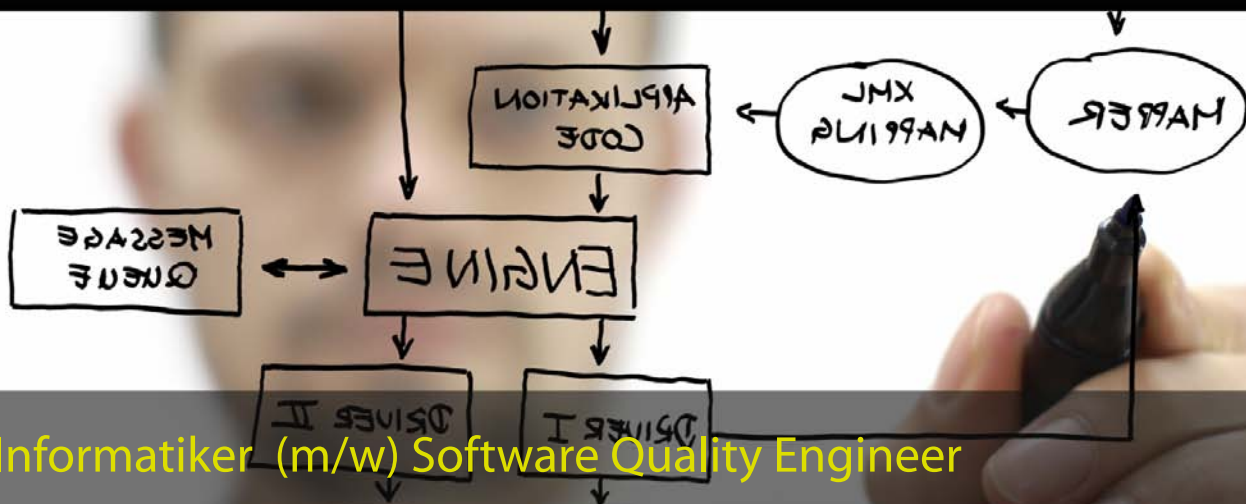 APPLIKATION
CODE
XML
MAPPING
MAPPER
MESSAGE
QUEUE
ENGINE
DRIVER II
DRIVER I
Informatiker (m/w) Software Quality Engineer